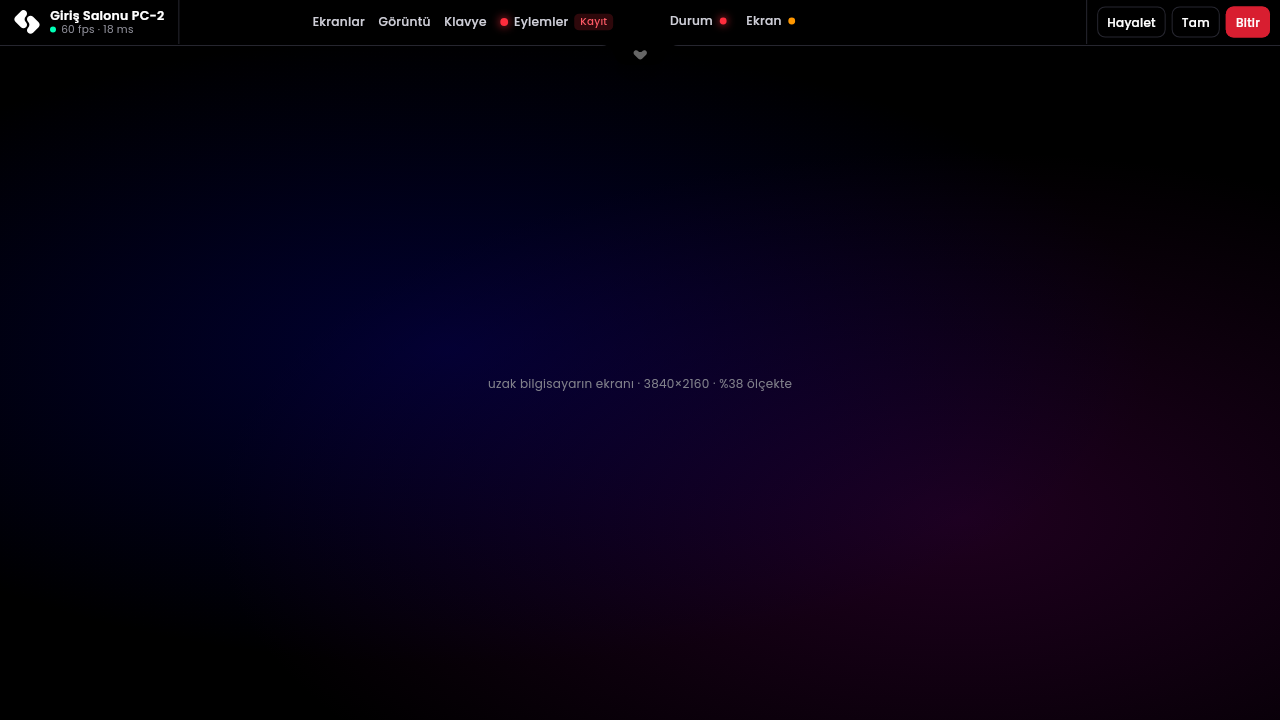 Giriş Salonu PC-2
60 fps · 18 ms
Ekranlar Görüntü Klavye Eylemler Kayıt Durum Ekran
Hayalet Tam Bitir
uzak bilgisayarın ekranı · 3840×2160 · %38 ölçekte